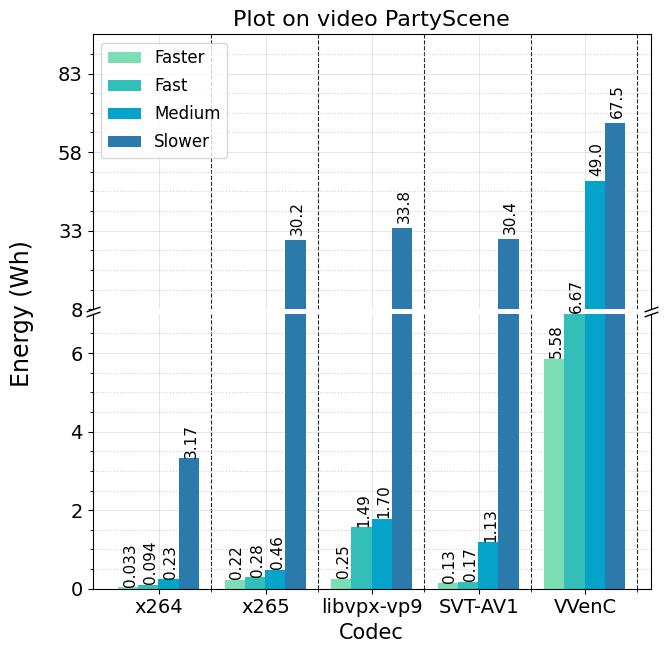 Plot on video PartyScene
Faster
Fast
Medium
Slower
83
58
33
8
6
4
2
0
Energy (Wh)
0.033
0.094
0.23
3.17
0.22
0.28
0.46
30.2
0.25
1.49
1.70
33.8
0.13
0.17
1.13
30.4
5.58
6.67
49.0
67.5
x264
x265
libvpx-vp9
SVT-AV1
VVenC
Codec